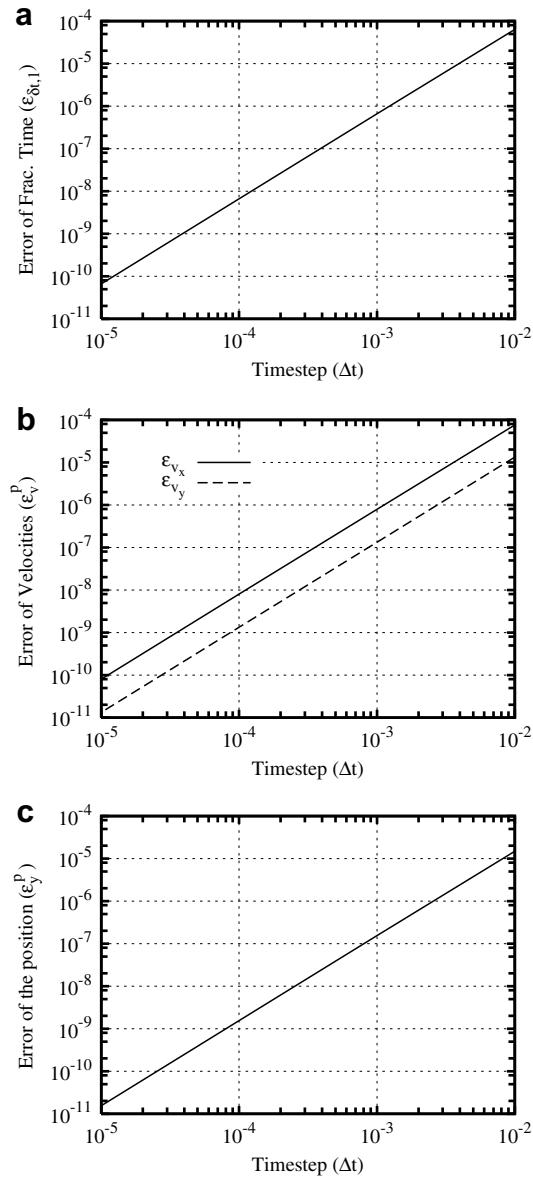 a
10⁻⁴
10⁻⁵
10⁻⁶
10⁻⁷
10⁻⁸
10⁻⁹
10⁻¹⁰
10⁻¹¹
Error of Frac. Time (ε_δt,1)
10⁻⁵ 10⁻⁴ 10⁻³ 10⁻²
Timestep (Δt)
b
10⁻⁴
10⁻⁵
10⁻⁶
10⁻⁷
10⁻⁸
10⁻⁹
10⁻¹⁰
10⁻¹¹
Error of Velocities (ε_v^p)
ε_v_x
ε_v_y
10⁻⁵ 10⁻⁴ 10⁻³ 10⁻²
Timestep (Δt)
c
10⁻⁴
10⁻⁵
10⁻⁶
10⁻⁷
10⁻⁸
10⁻⁹
10⁻¹⁰
10⁻¹¹
Error of the position (ε_y^p)
10⁻⁵ 10⁻⁴ 10⁻³ 10⁻²
Timestep (Δt)